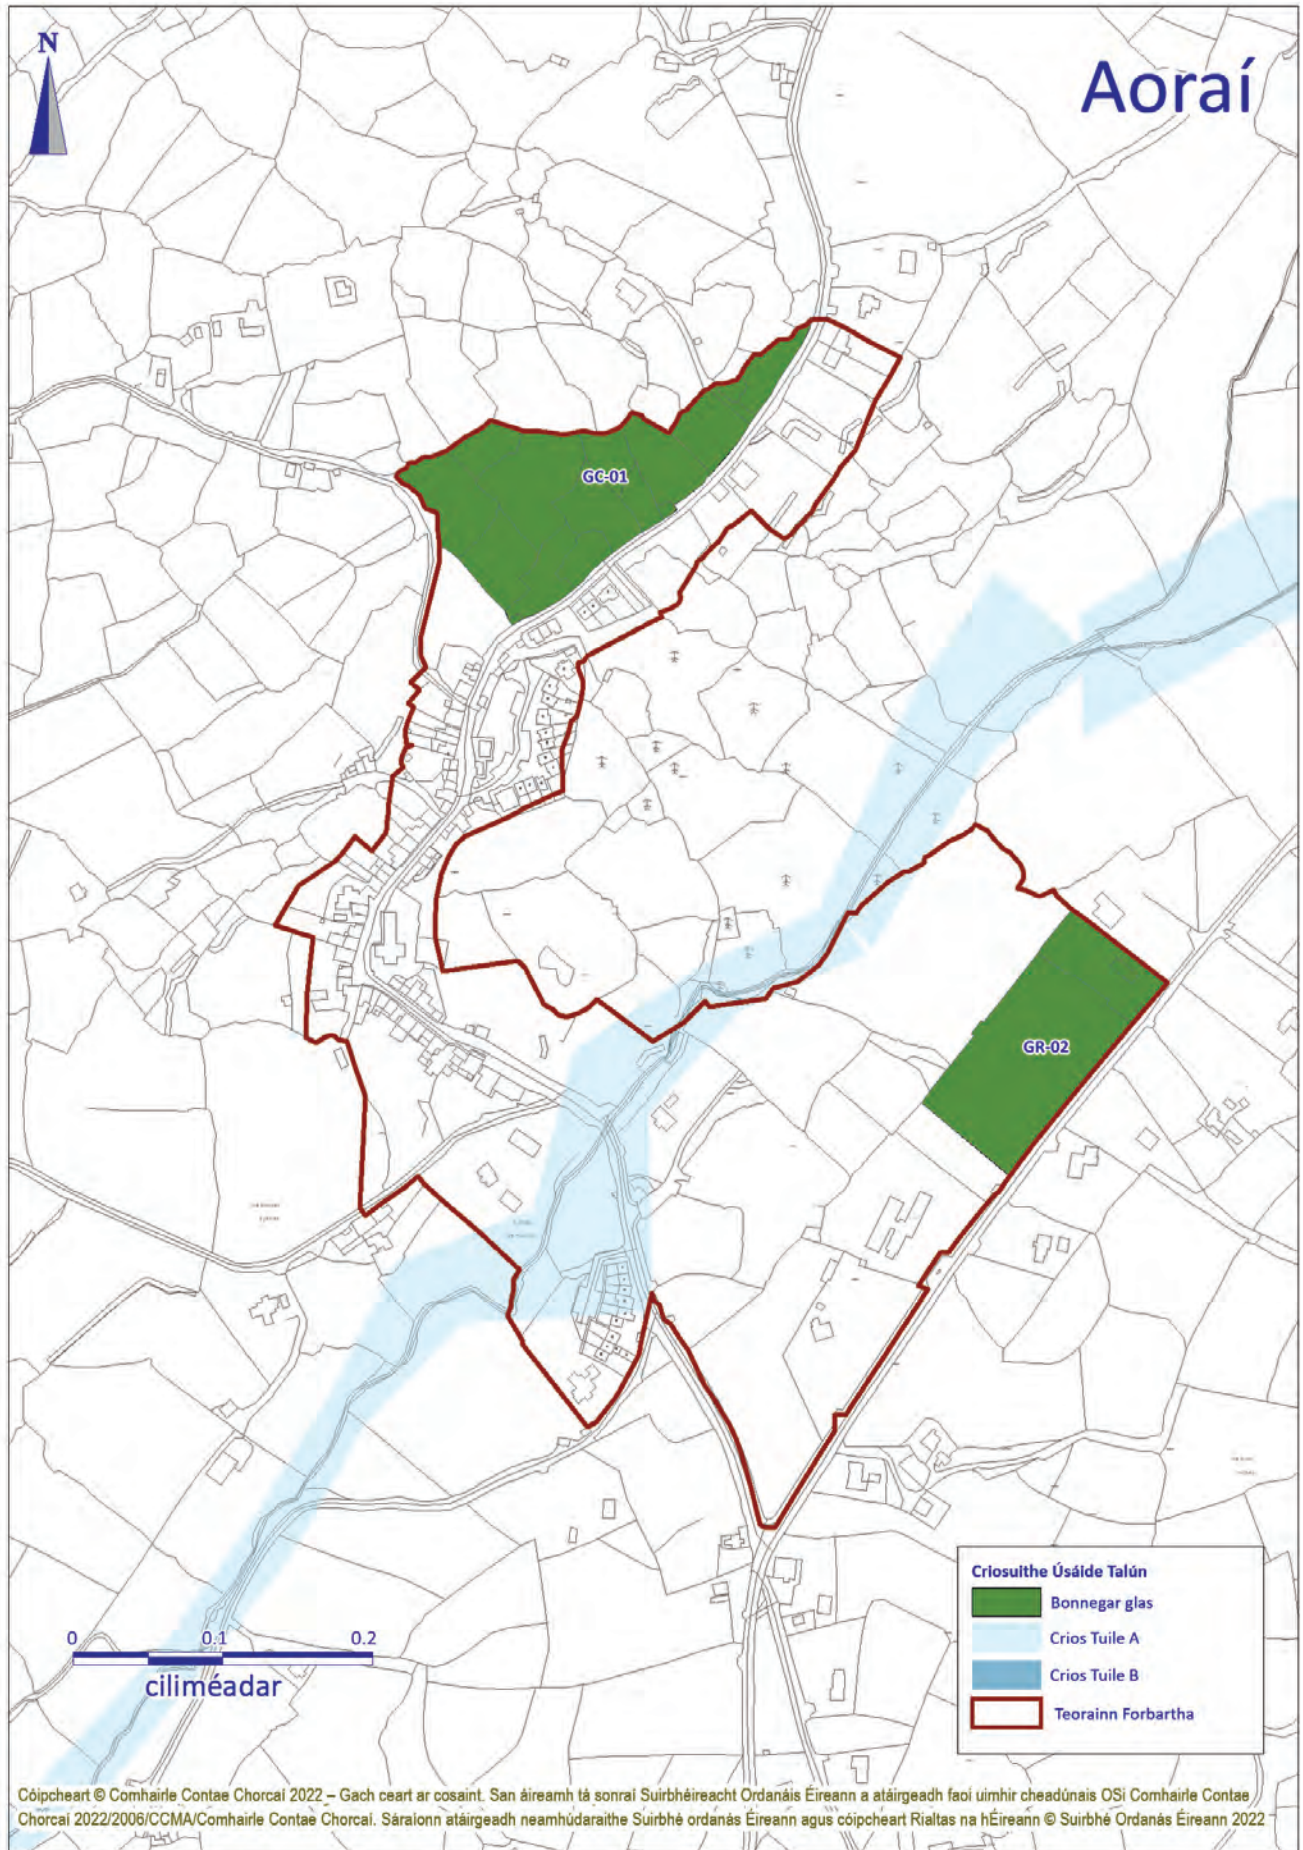 N
Aoraí
GC-01
GR-02
Criosuithe Úsáide Talún
Bonnegar glas
Crios Tuile A
Crios Tuile B
Teorainn Forbartha
0 0.1 0.2
ciliméadar
Cóipcheart © Comhairle Contae Chorcaí 2022 – Gach ceart ar cosaint. San áireamh tá sonraí Suirbhéireacht Ordanáis Éireann a atáirgeadh faoi uimhir cheadúnais OSi Comhairle Contae
Chorcaí 2022/2006/CCMA/Comhairle Contae Chorcaí. Sáraíonn atáirgeadh neamhúdaraithe Suirbhé ordanás Éireann agus cóipcheart Rialtas na hÉireann © Suirbhé Ordanás Éireann 2022